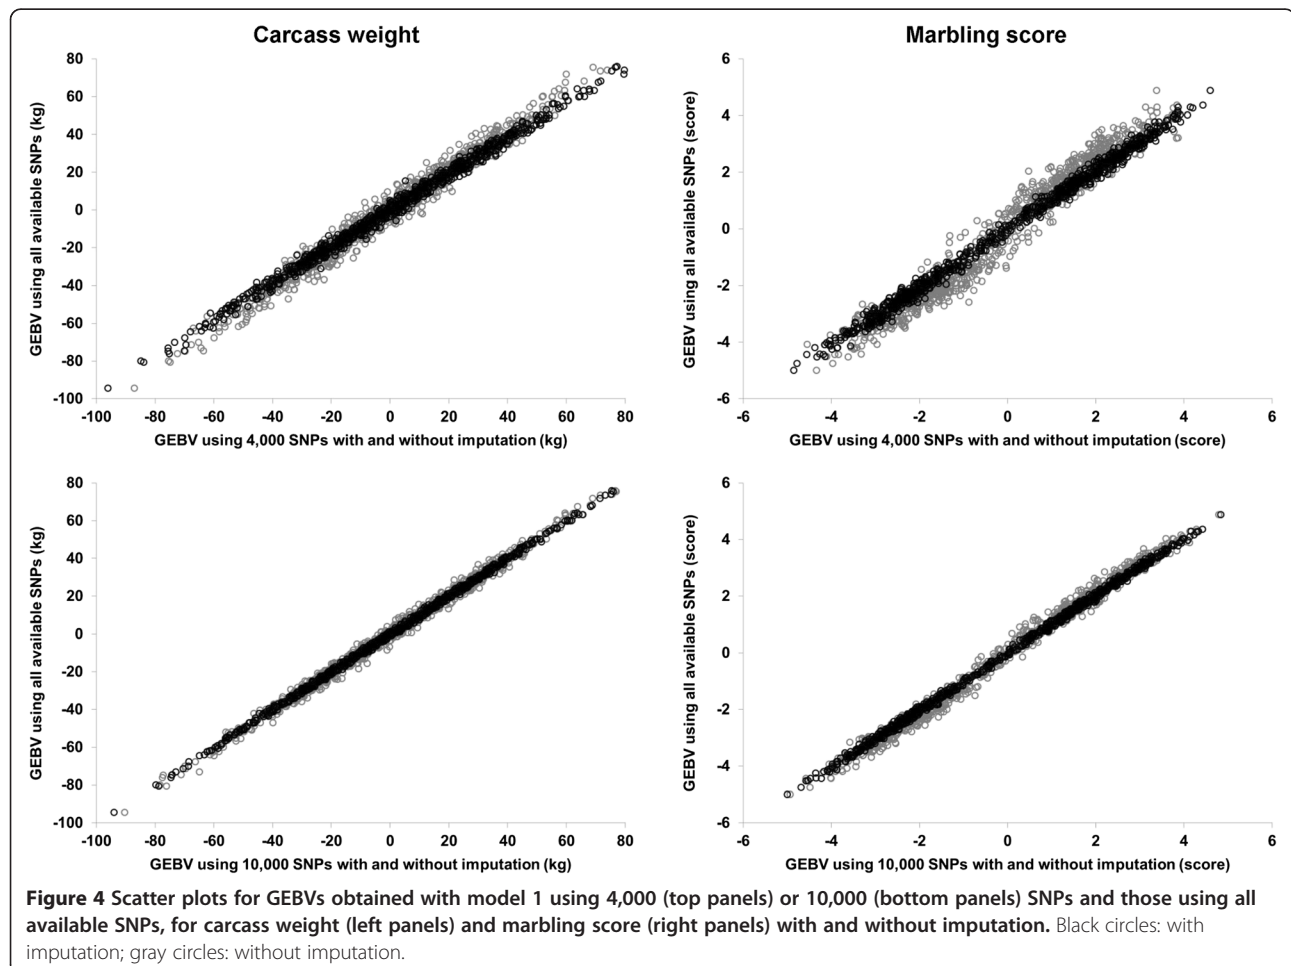 Carcass weight
Marbling score
80
60
40
20
0
-20
-40
-60
-80
-100
GEBV using all available SNPs (kg)
-100 -80 -60 -40 -20 0 20 40 60 80
GEBV using 4,000 SNPs with and without imputation (kg)
6
4
2
0
-2
-4
-6
GEBV using all available SNPs (score)
-6 -4 -2 0 2 4 6
GEBV using 4,000 SNPs with and without imputation (score)
80
60
40
20
0
-20
-40
-60
-80
-100
GEBV using all available SNPs (kg)
-100 -80 -60 -40 -20 0 20 40 60 80
GEBV using 10,000 SNPs with and without imputation (kg)
6
4
2
0
-2
-4
-6
GEBV using all available SNPs (score)
-6 -4 -2 0 2 4 6
GEBV using 10,000 SNPs with and without imputation (score)
Figure 4 Scatter plots for GEBVs obtained with model 1 using 4,000 (top panels) or 10,000 (bottom panels) SNPs and those using all
available SNPs, for carcass weight (left panels) and marbling score (right panels) with and without imputation. Black circles: with
imputation; gray circles: without imputation.